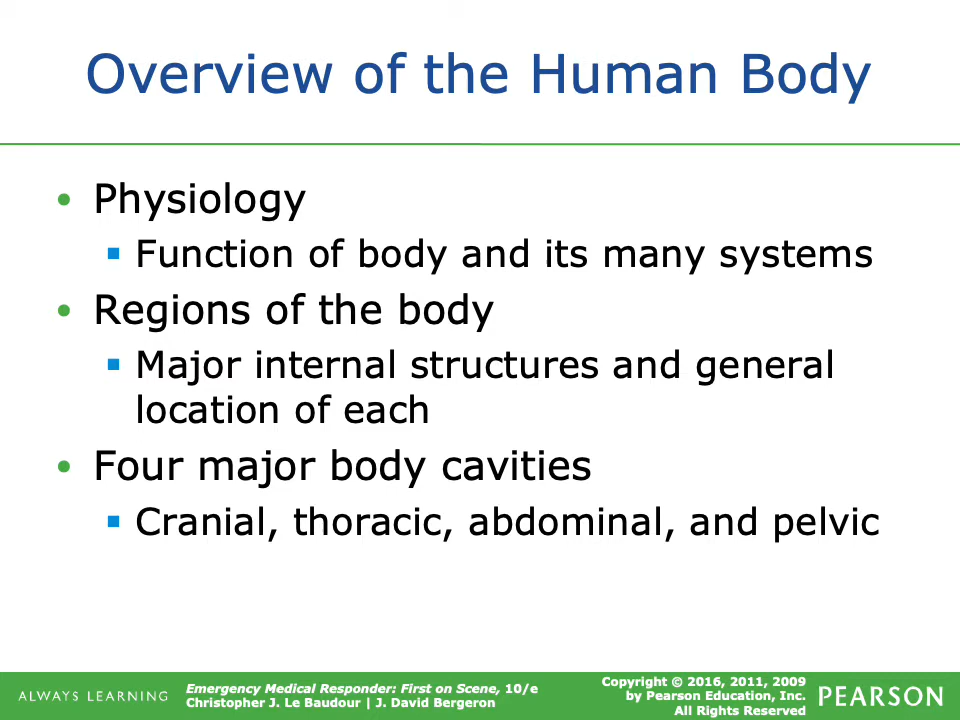 Overview of the Human Body
• Physiology
▪ Function of body and its many systems
• Regions of the body
▪ Major internal structures and general
location of each
• Four major body cavities
▪ Cranial, thoracic, abdominal, and pelvic
ALWAYS LEARNING
Emergency Medical Responder: First on Scene, 10/e
Christopher J. Le Baudour | J. David Bergeron
Copyright © 2016, 2011, 2009
by Pearson Education, Inc.
All Rights Reserved
PEARSON